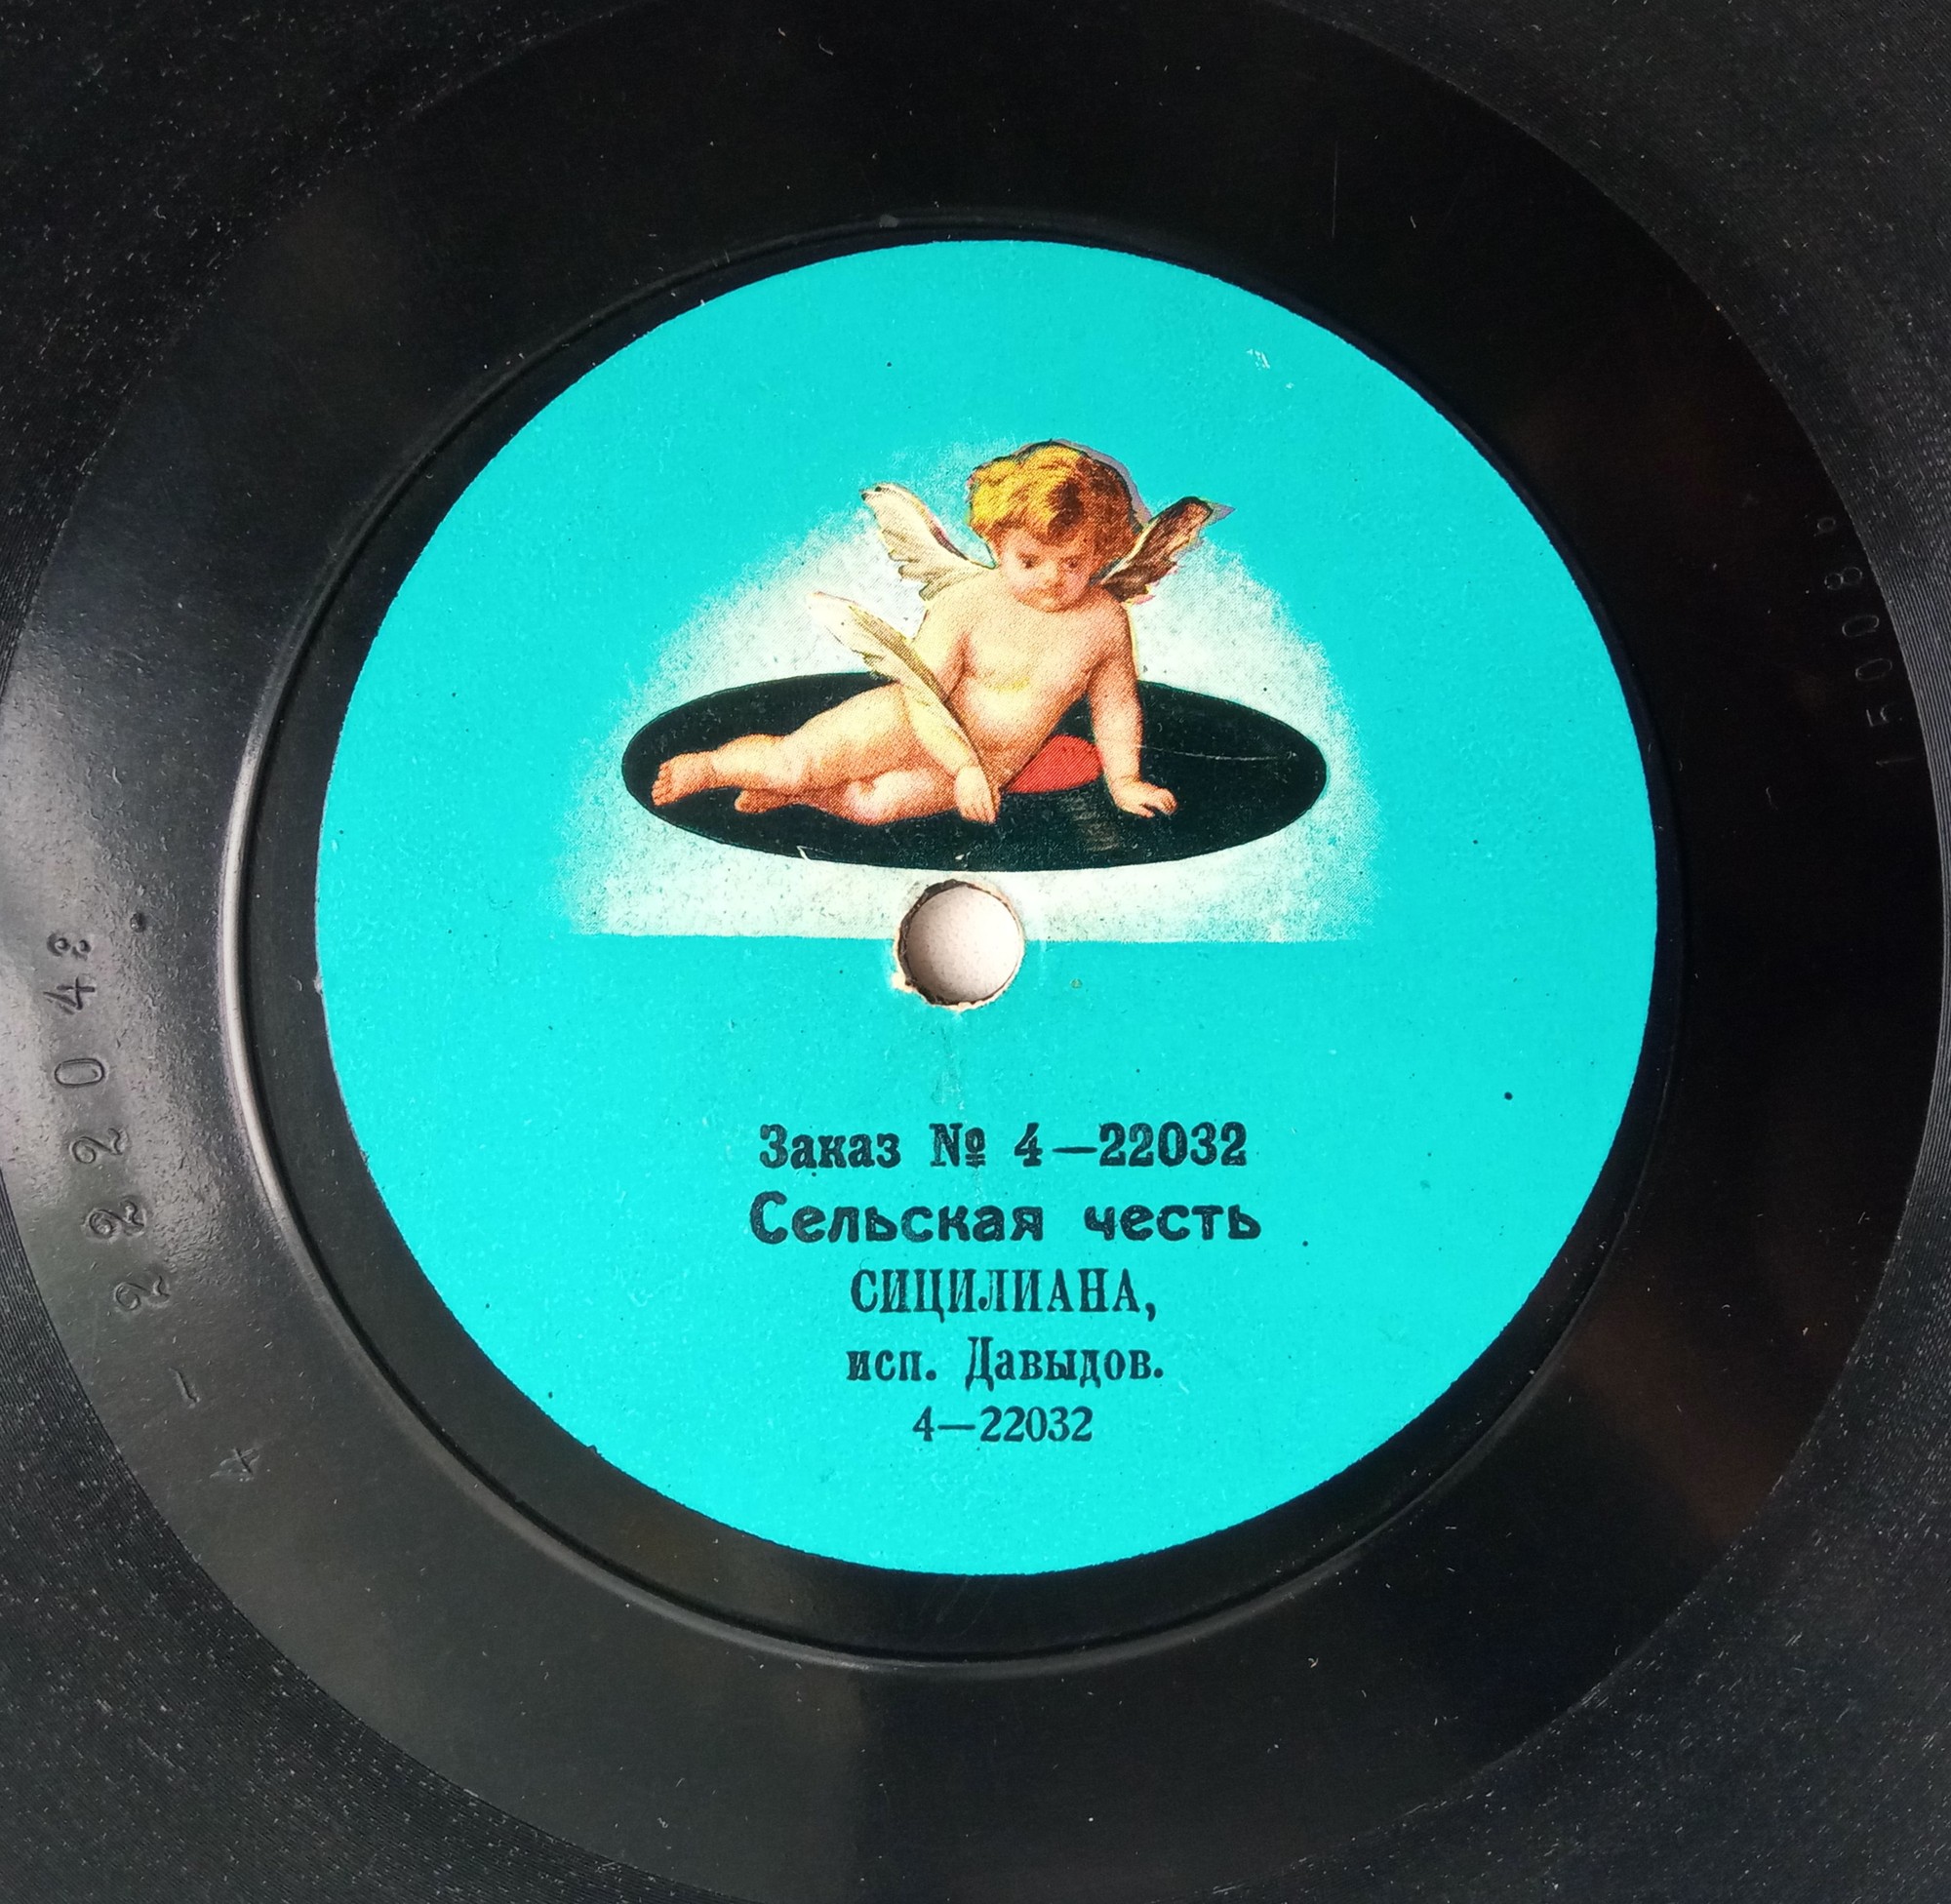 Заказ № 4—22032
Сельская честь
СИЦИЛИАНА,
исп. Давыдов.
4—22032
4-22204